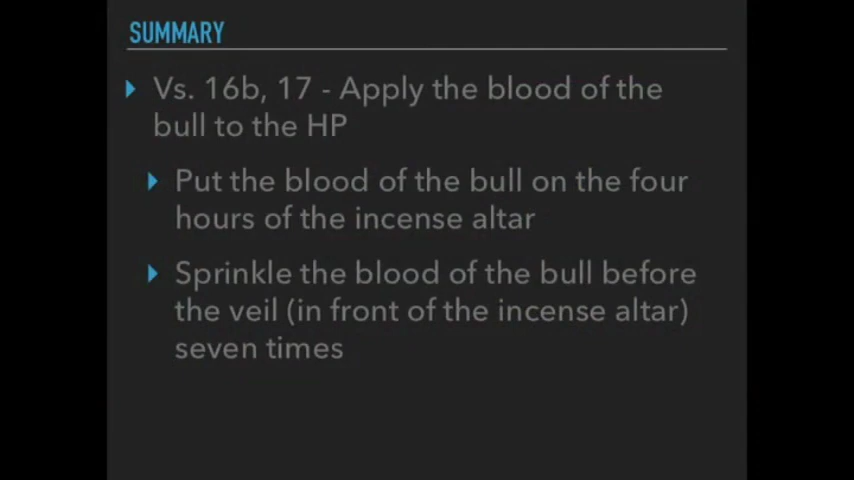 SUMMARY
Vs. 16b, 17 - Apply the blood of the
bull to the HP
Put the blood of the bull on the four
hours of the incense altar
Sprinkle the blood of the bull before
the veil (in front of the incense altar)
seven times